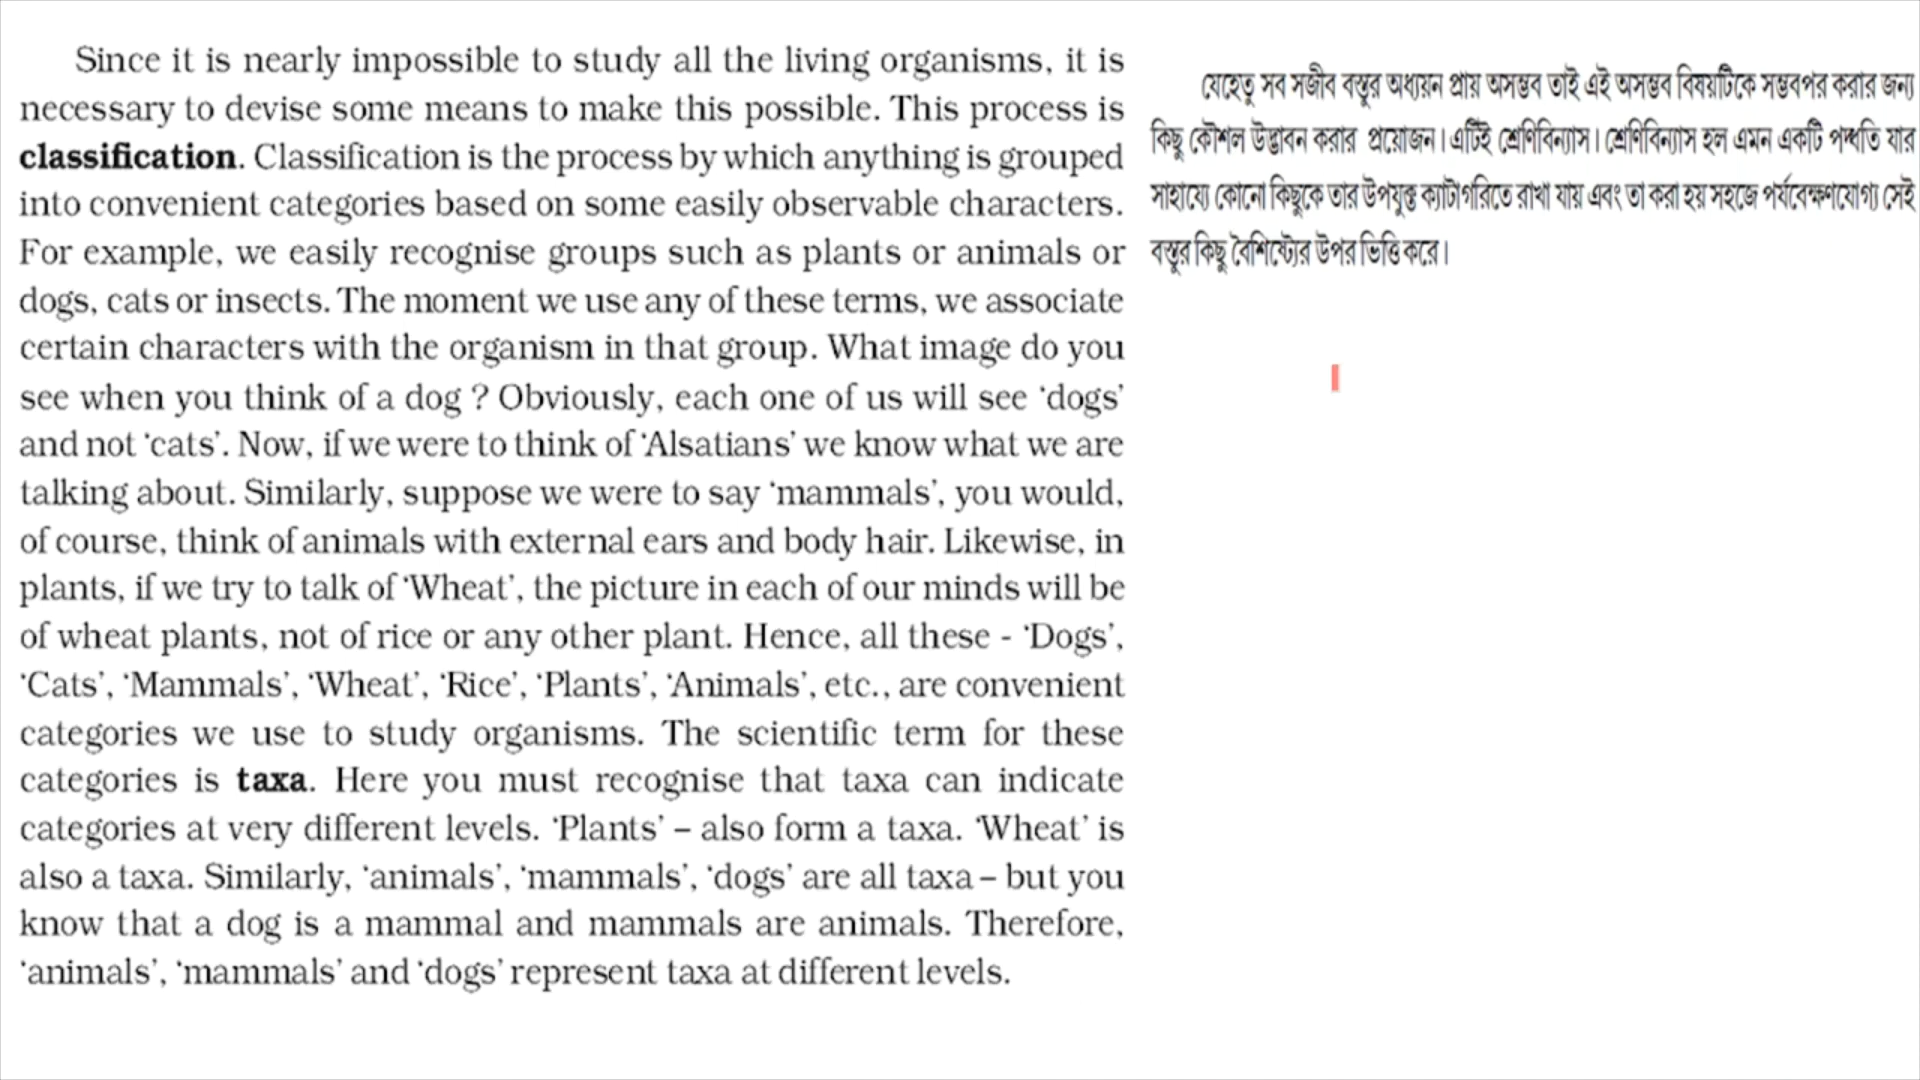 Since it is nearly impossible to study all the living organisms, it is
necessary to devise some means to make this possible. This process is
classification. Classification is the process by which anything is grouped
into convenient categories based on some easily observable characters.
For example, we easily recognise groups such as plants or animals or
dogs, cats or insects. The moment we use any of these terms, we associate
certain characters with the organism in that group. What image do you
see when you think of a dog ? Obviously, each one of us will see ‘dogs’
and not ‘cats’. Now, if we were to think of ‘Alsatians’ we know what we are
talking about. Similarly, suppose we were to say ‘mammals’, you would,
of course, think of animals with external ears and body hair. Likewise, in
plants, if we try to talk of ‘Wheat’, the picture in each of our minds will be
of wheat plants, not of rice or any other plant. Hence, all these - ‘Dogs’,
‘Cats’, ‘Mammals’, ‘Wheat’, ‘Rice’, ‘Plants’, ‘Animals’, etc., are convenient
categories we use to study organisms. The scientific term for these
categories is taxa. Here you must recognise that taxa can indicate
categories at very different levels. ‘Plants’ – also form a taxa. ‘Wheat’ is
also a taxa. Similarly, ‘animals’, ‘mammals’, ‘dogs’ are all taxa – but you
know that a dog is a mammal and mammals are animals. Therefore,
‘animals’, ‘mammals’ and ‘dogs’ represent taxa at different levels.
যেহেতু সব সজীব বস্তুর অধ্যয়ন প্রায় অসম্ভব তাই এই অসম্ভব বিষয়টিকে সম্ভবপর করার জন্য
কিছু কৌশল উদ্ভাবন করার প্রয়োজন। এটিই শ্রেণিবিন্যাস। শ্রেণিবিন্যাস হল এমন একটি পদ্ধতি যার
সাহায্যে কোনো কিছুকে তার উপযুক্ত ক্যাটাগরিতে রাখা যায় এবং তা করা হয় সহজে পর্যবেক্ষণযোগ্য সেই
বস্তুর কিছু বৈশিষ্ট্যের উপর ভিত্তি করে।